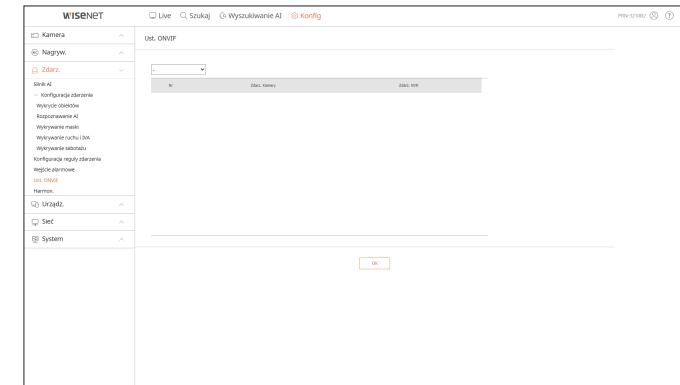 WISENET
Live Szukaj Wyszukiwanie AI Konfig
PRN-3210B2
Kamera
Ust. ONVIF
Nagryw.
Zdarz.
Silnik AI
Nr Zdarz. Kamery Zdarz. NVR
Konfiguracja zdarzenia
Wykrycie obiektów
Rozpoznawanie AI
Wykrywanie maski
Wykrywanie ruchu i IVA
Wykrywanie sabotażu
Konfiguracja reguły zdarzenia
Wejście alarmowe
Ust. ONVIF
Harmon.
Urządz.
Sieć
System
OK